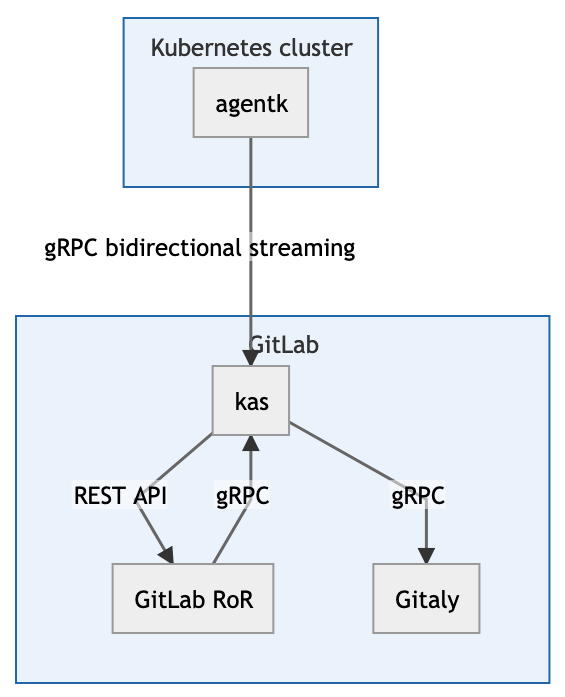 Kubernetes cluster
agentk
gRPC bidirectional streaming
GitLab
kas
REST API
gRPC
gRPC
GitLab RoR
Gitaly